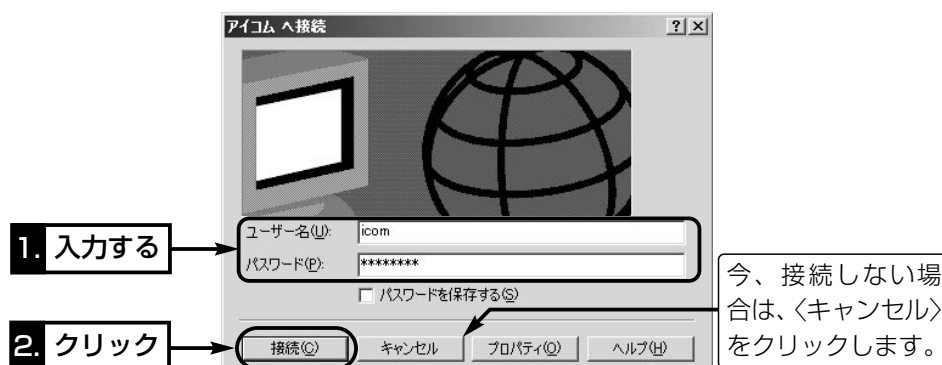 アイコム へ接続
ユーザー名(U):
icom
パスワード(P):
********
パスワードを保存する(S)
接続(C)
キャンセル
プロパティ(O)
ヘルプ(H)
1. 入力する
2. クリック
今、接続しない場
合は、〈キャンセル〉
をクリックします。